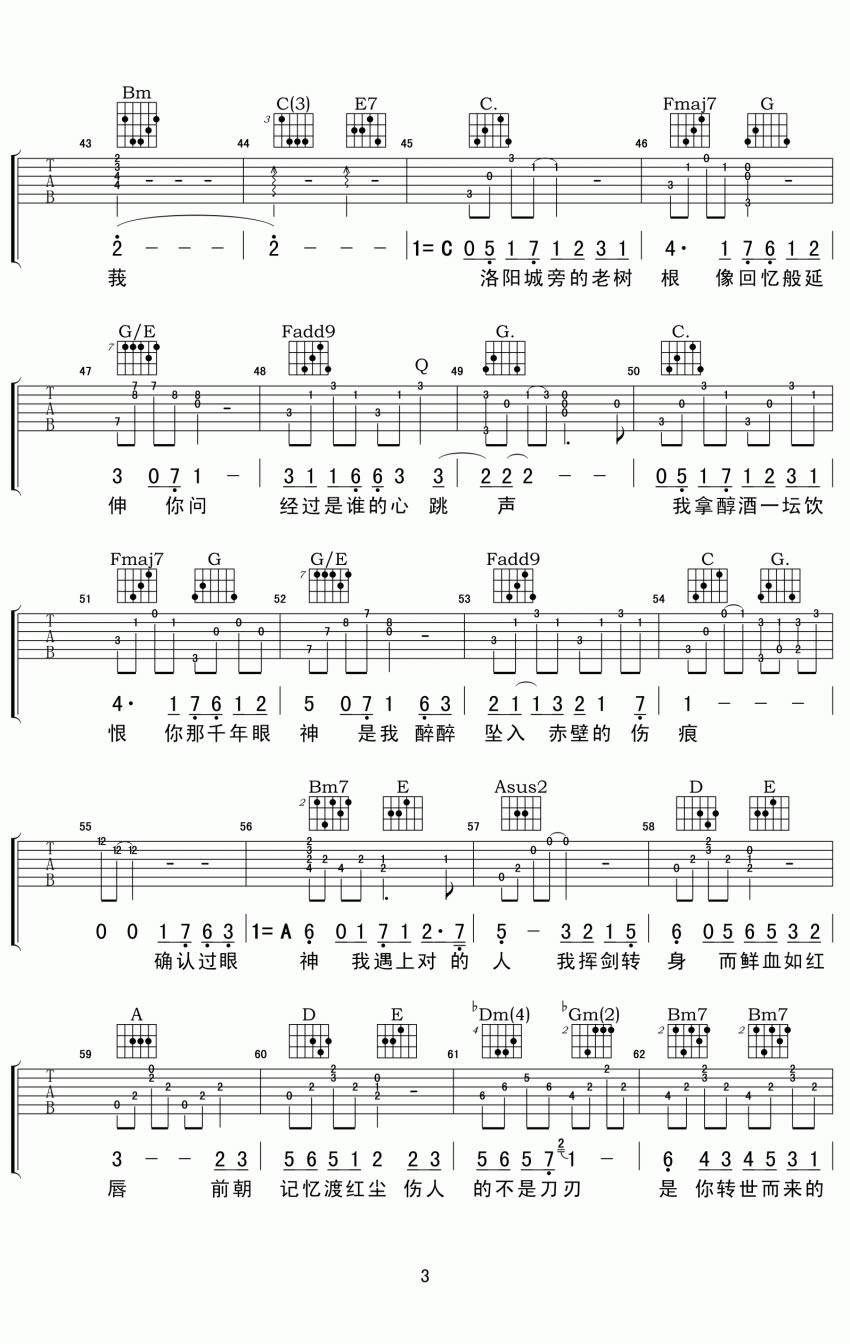 Bm C(3) E7 C. Fmaj7 G
3
43 44 45 46
1=C
2 - - - 2 - - - 1=C 0 5 1 7 1 2 3 1 4· 1 7 6 1 2
莪 洛阳城旁的老树 根 像回忆般延
G/E Fadd9 G. C.
7
Q
47 48 49 50
3 0 7 1 - 3 1 1 6 6 3 3 2 2 2 - - 0 5 1 7 1 2 3 1
伸 你问 经过是谁的心 跳 声 我拿醇酒一坛饮
Fmaj7 G G/E Fadd9 C G.
7
51 52 53 54
4· 1 7 6 1 2 5 0 7 1 6 3 2 1 1 3 2 1 7 1 - - -
恨 你那千年眼 神 是我 醉醉 坠入 赤壁的 伤 痕
Bm7 E Asus2 D E
2
55 56 57 58
0 0 1 7 6 3 1=A 6 0 1 7 1 2· 7 5 - 3 2 1 5 6 0 5 6 5 3 2
确认过眼 神 我遇上对 的 人 我挥剑转 身 而鲜血如红
A D E ♭Dm(4) ♭Gm(2) Bm7 Bm7
4 2 2 2
59 60 61 62
3 - - 2 3 5 6 5 1 2 2 3 5 6 5 7 2 1 - 6 4 3 4 5 3 1
唇 前朝 记忆渡红尘 伤人 的不是刀刃 是 你转世而来的
3